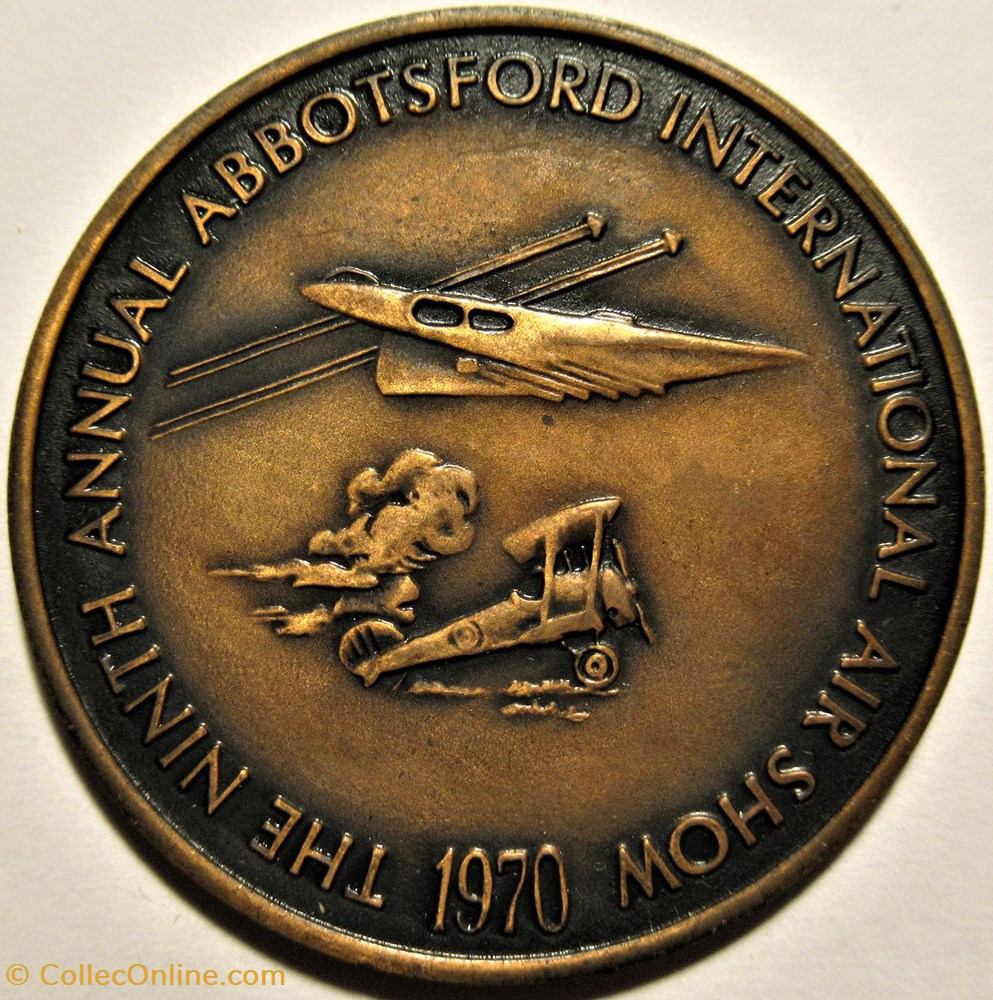 THE NINTH ANNUAL ABBOTSFORD INTERNATIONAL AIR SHOW
1970
© CollecOnline.com